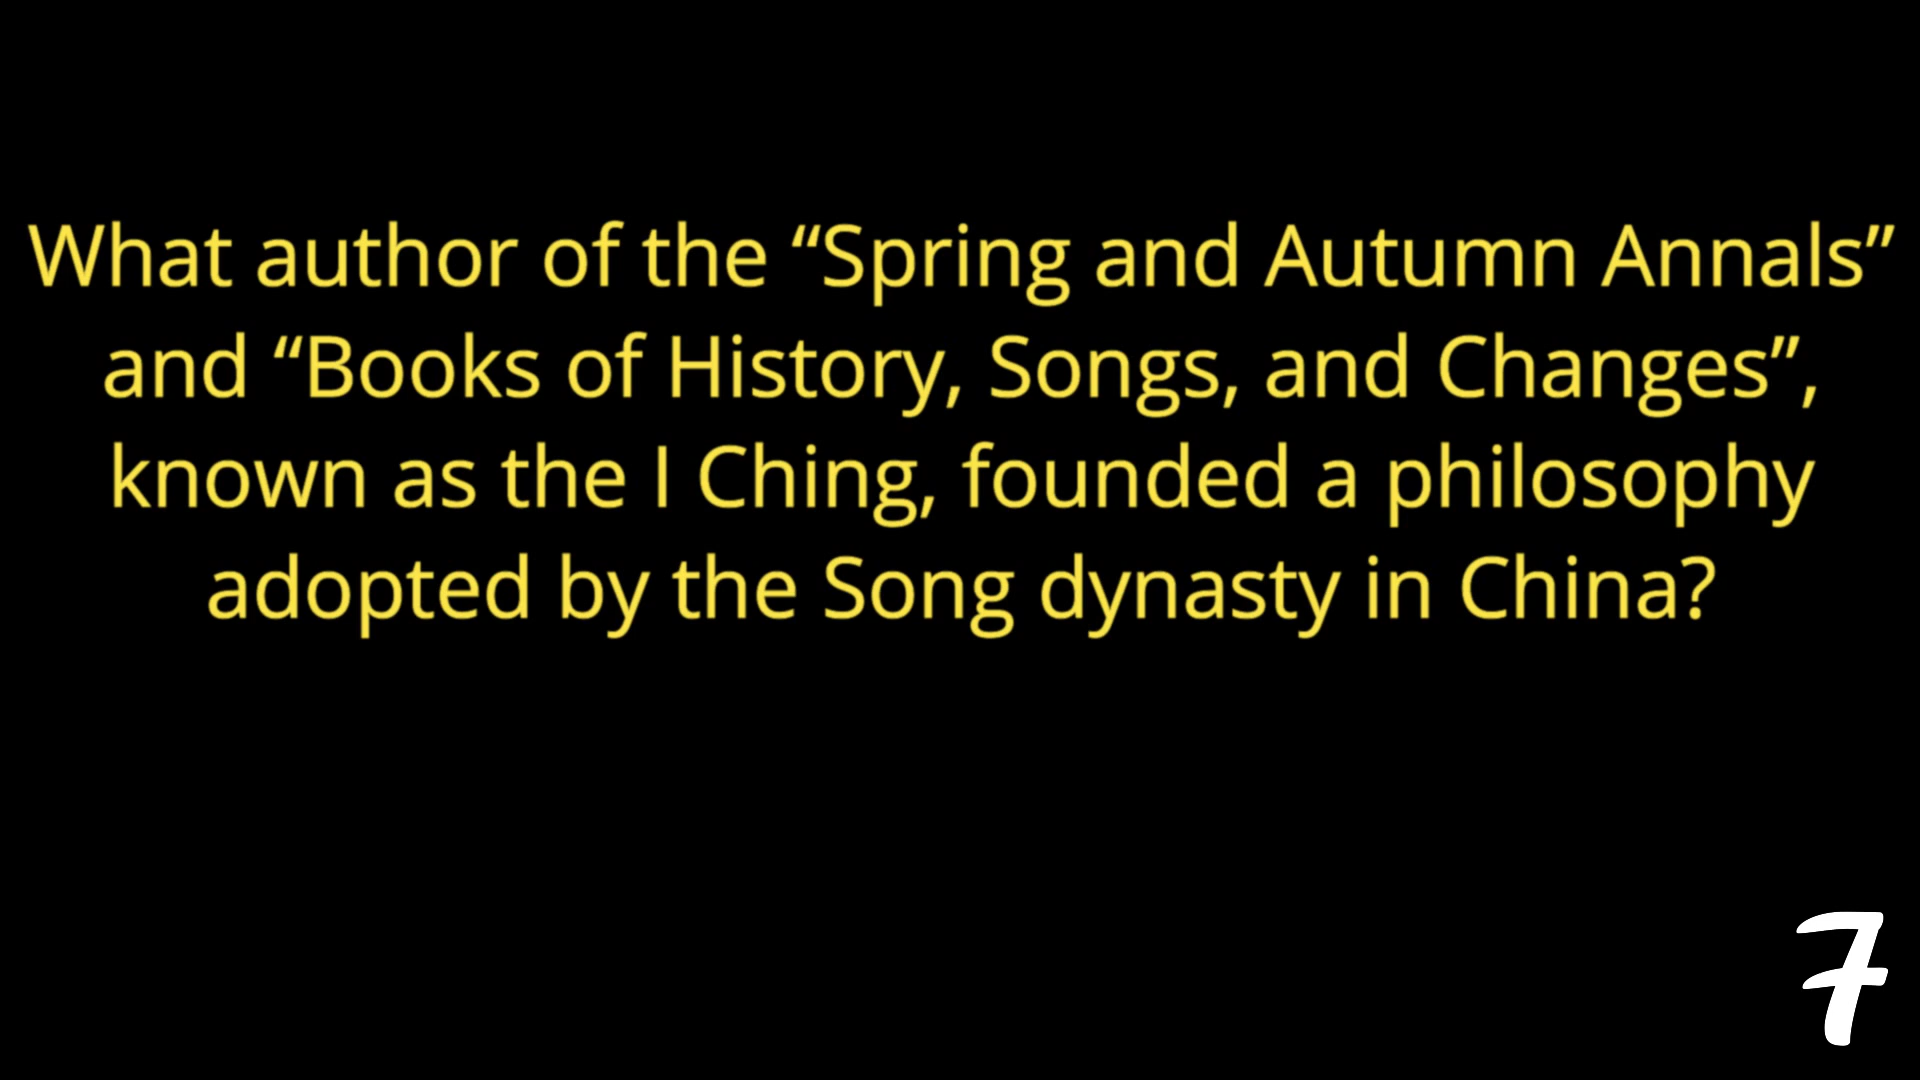 What author of the “Spring and Autumn Annals”
and “Books of History, Songs, and Changes”,
known as the I Ching, founded a philosophy
adopted by the Song dynasty in China?
7